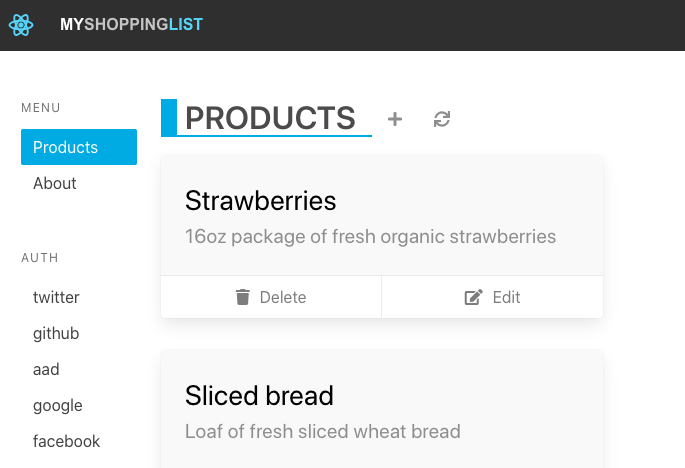 MYSHOPPINGLIST
MENU
Products
About
AUTH
twitter
github
aad
google
facebook
PRODUCTS
Strawberries
16oz package of fresh organic strawberries
Delete
Edit
Sliced bread
Loaf of fresh sliced wheat bread